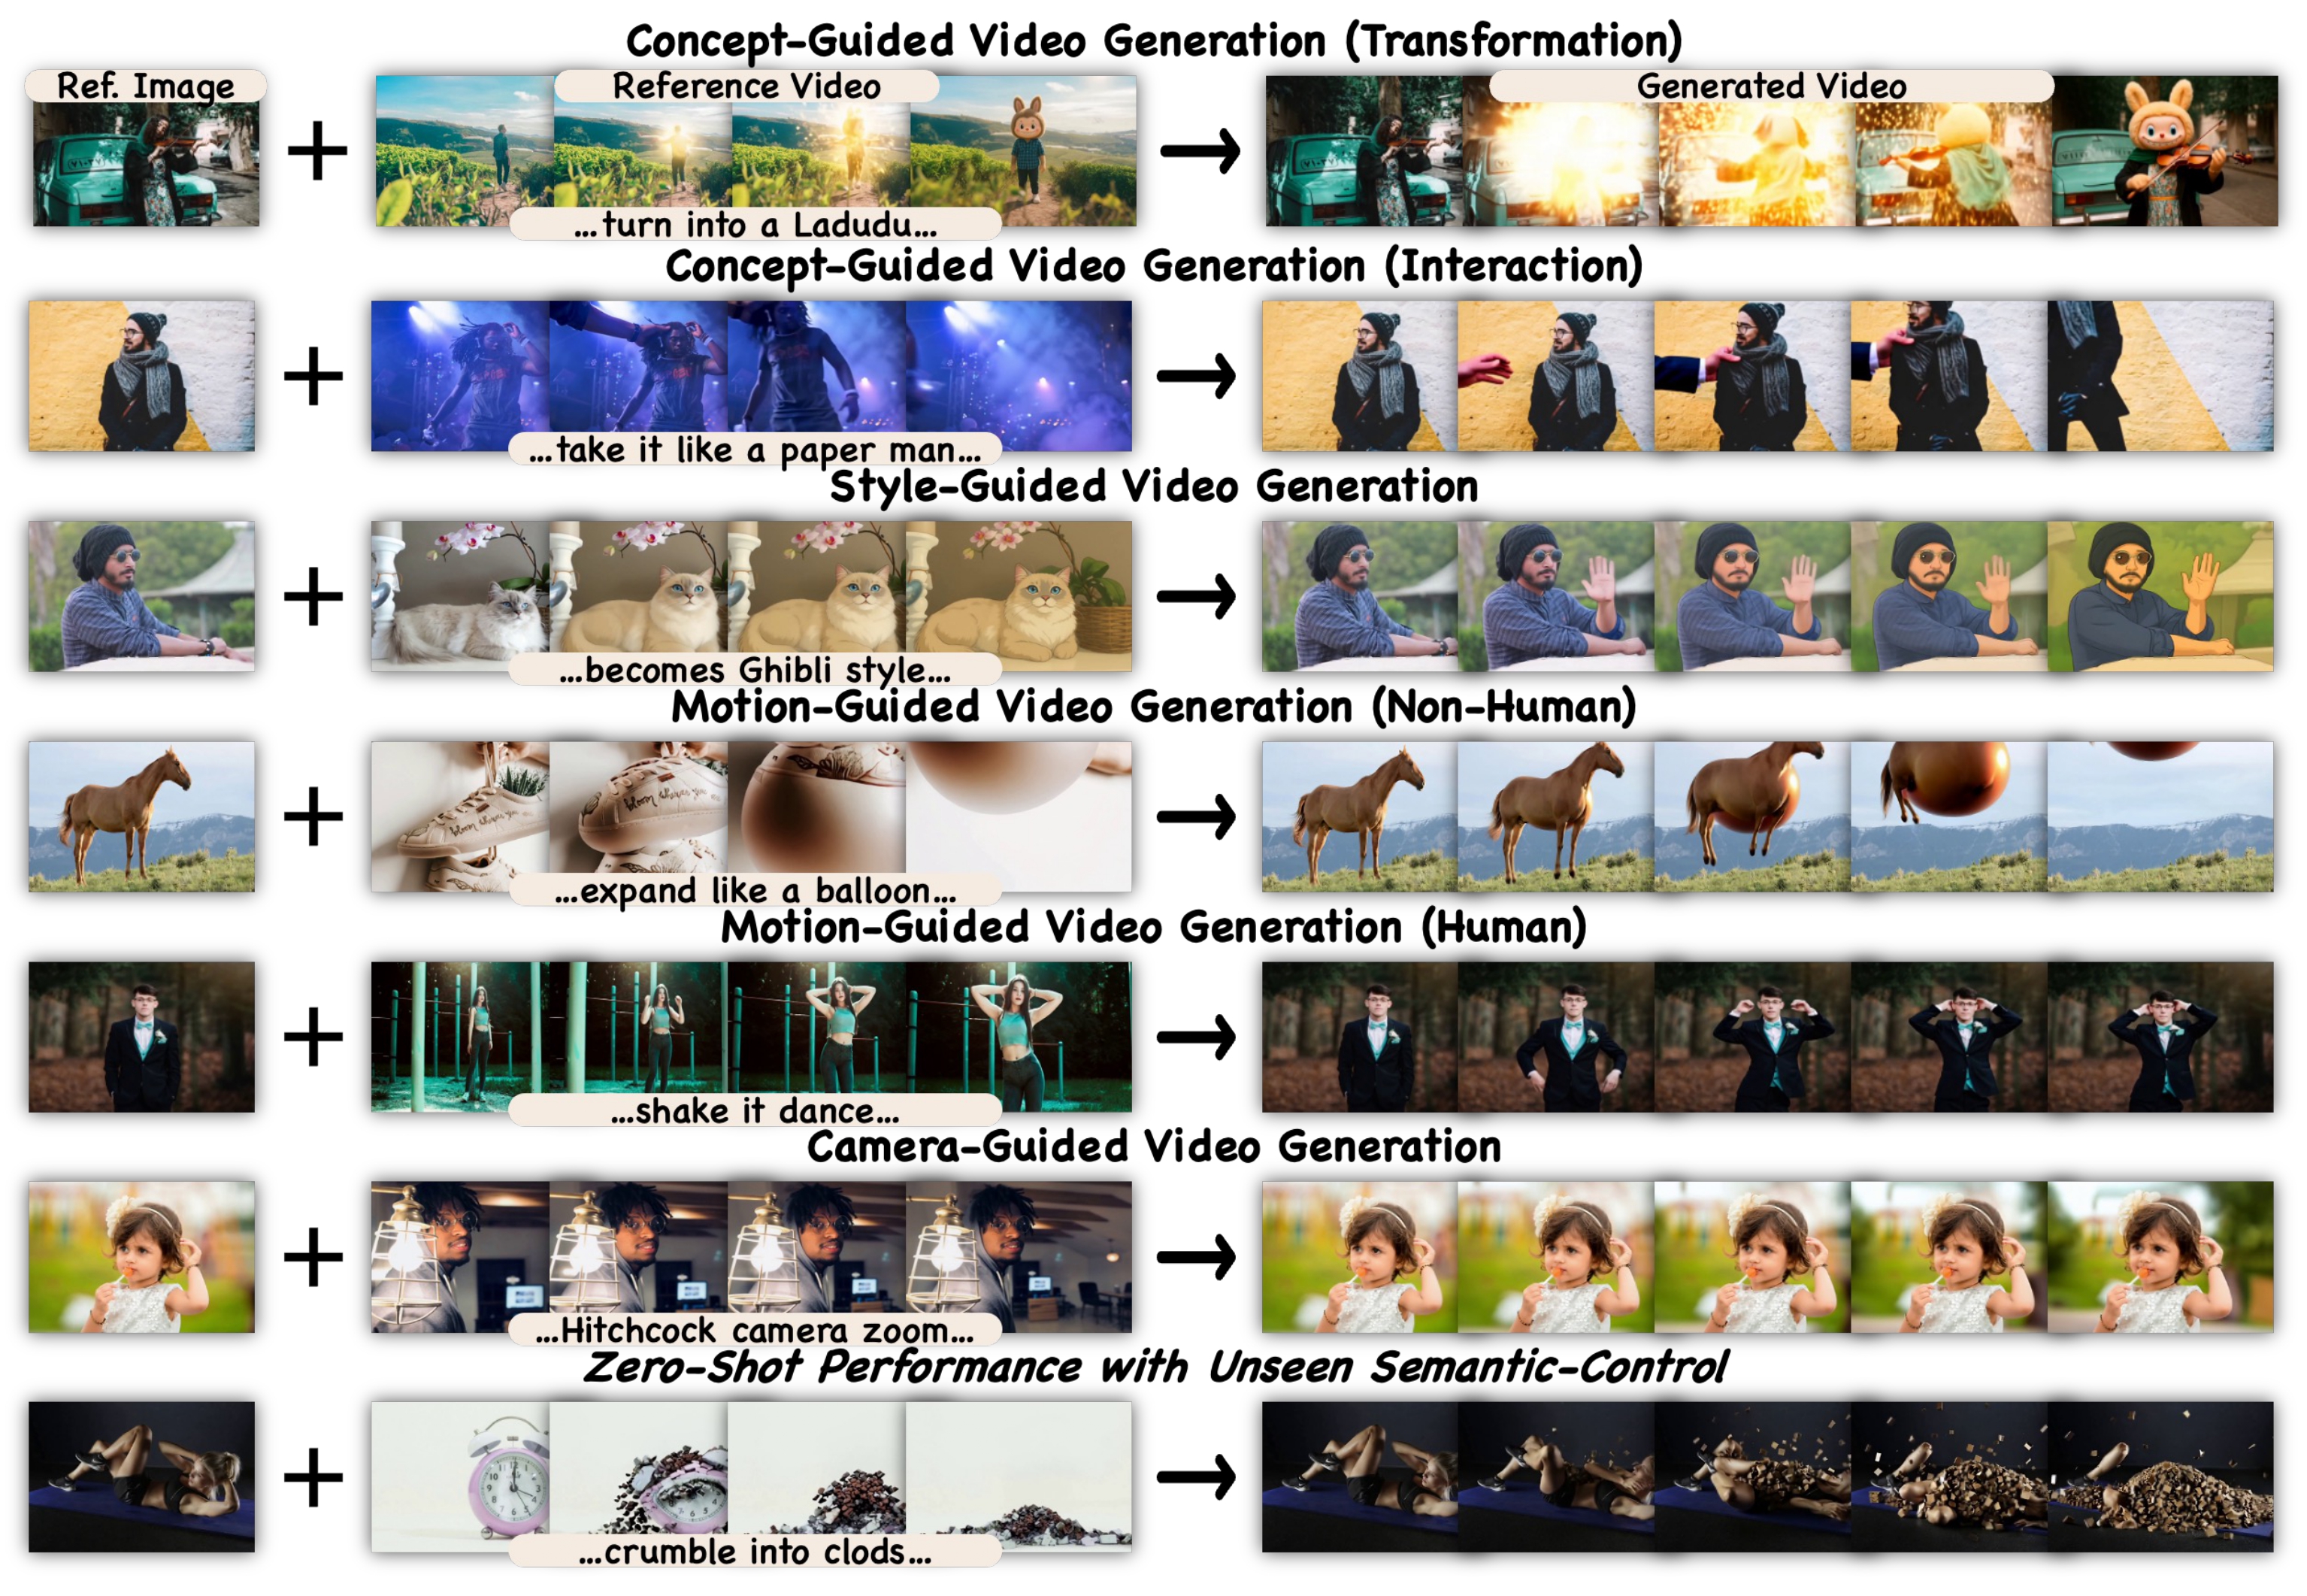 Concept-Guided Video Generation (Transformation)
Ref. Image
Reference Video
Generated Video
...turn into a Ladudu...
Concept-Guided Video Generation (Interaction)
...take it like a paper man...
Style-Guided Video Generation
...becomes Ghibli style...
Motion-Guided Video Generation (Non-Human)
...expand like a balloon...
Motion-Guided Video Generation (Human)
...shake it dance...
Camera-Guided Video Generation
...Hitchcock camera zoom...
Zero-Shot Performance with Unseen Semantic-Control
...crumble into clods...